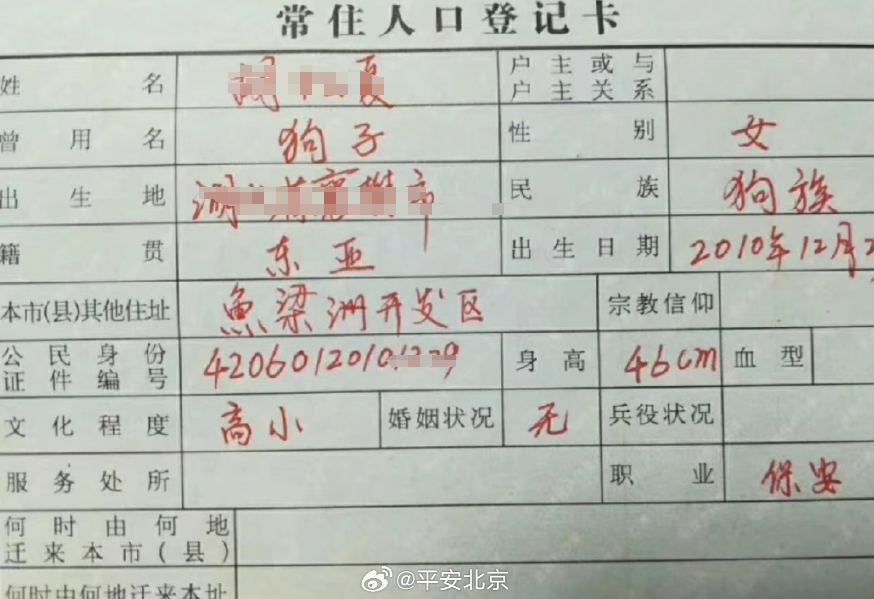 常住人口登记卡
姓名 夏 户主或与户主关系
曾用名 狗子 性别 女
出生地 市 民族 狗族
籍贯 东亚 出生日期 2010年12月2
本市(县)其他住址 魚梁洲开发区 宗教信仰
公民身份证件编号 4206012010 身高 46cm 血型
文化程度 高小 婚姻状况 无 兵役状况
服务处所 职业 保安
何时由何地迁来本市(县)
何时由何地迁来本址
@平安北京